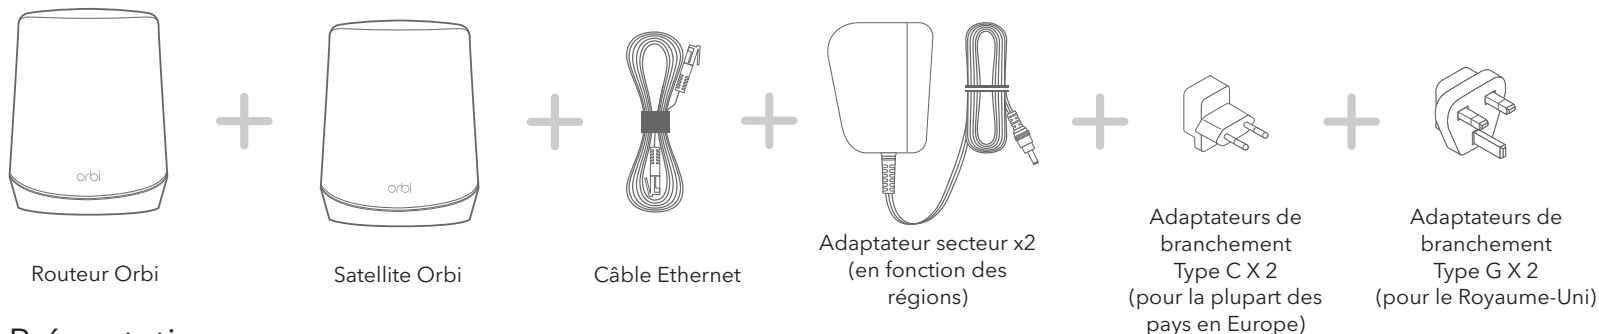 orbi
orbi
Routeur Orbi
Satellite Orbi
Câble Ethernet
Adaptateur secteur x2
(en fonction des
régions)
Adaptateurs de
branchement
Type C X 2
(pour la plupart des
pays en Europe)
Adaptateurs de
branchement
Type G X 2
(pour le Royaume-Uni)